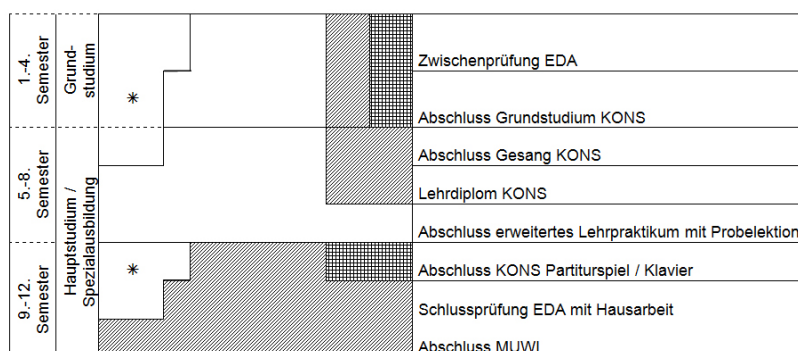 1.-4.
Semester
Grund-
studium
*
Zwischenprüfung EDA
Abschluss Grundstudium KONS
5.-8.
Semester
Hauptstudium /
Spezialausbildung
Abschluss Gesang KONS
Lehrdiplom KONS
Abschluss erweitertes Lehrpraktikum mit Probelektion
9.-12.
Semester
*
Abschluss KONS Partiturspiel / Klavier
Schlussprüfung EDA mit Hausarbeit
Abschluss MUWI